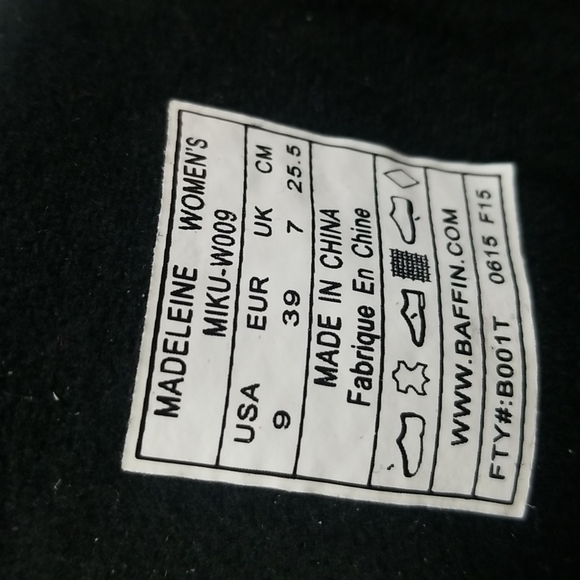 MADELEINE WOMEN'S
MIKU-W009
USA EUR UK CM
9 39 7 25.5
MADE IN CHINA
Fabrique En Chine
WWW.BAFFIN.COM
FTY#:B001T 0615 F15